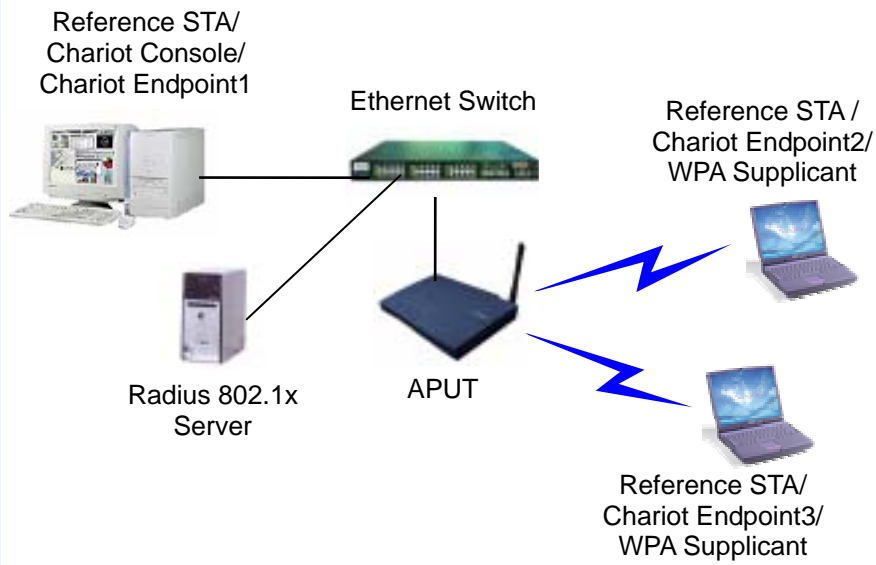 Reference STA/
Chariot Console/
Chariot Endpoint1
Ethernet Switch
Reference STA /
Chariot Endpoint2/
WPA Supplicant
Radius 802.1x
Server
APUT
Reference STA/
Chariot Endpoint3/
WPA Supplicant